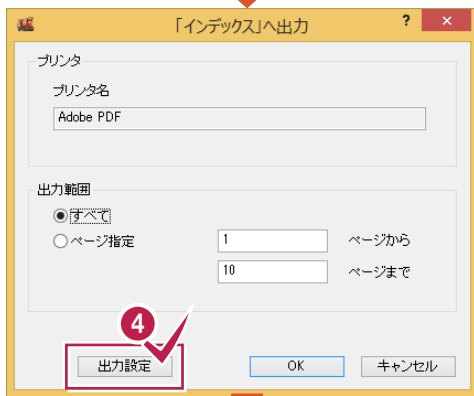 「インデックス」へ出力 ? ×
プリンタ
プリンタ名
Adobe PDF
出力範囲
すべて
ページ指定 1 ページから
10 ページまで
4
出力設定 OK キャンセル